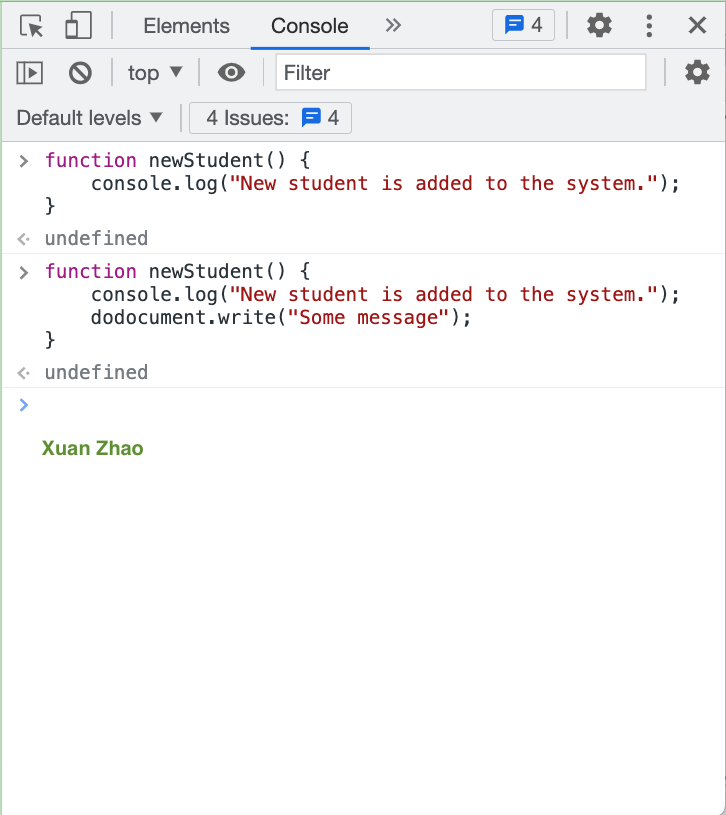 Elements Console 4
top Filter
Default levels 4 Issues: 4
function newStudent() {
    console.log("New student is added to the system.");
}
undefined
function newStudent() {
    console.log("New student is added to the system.");
    dodocument.write("Some message");
}
undefined
Xuan Zhao